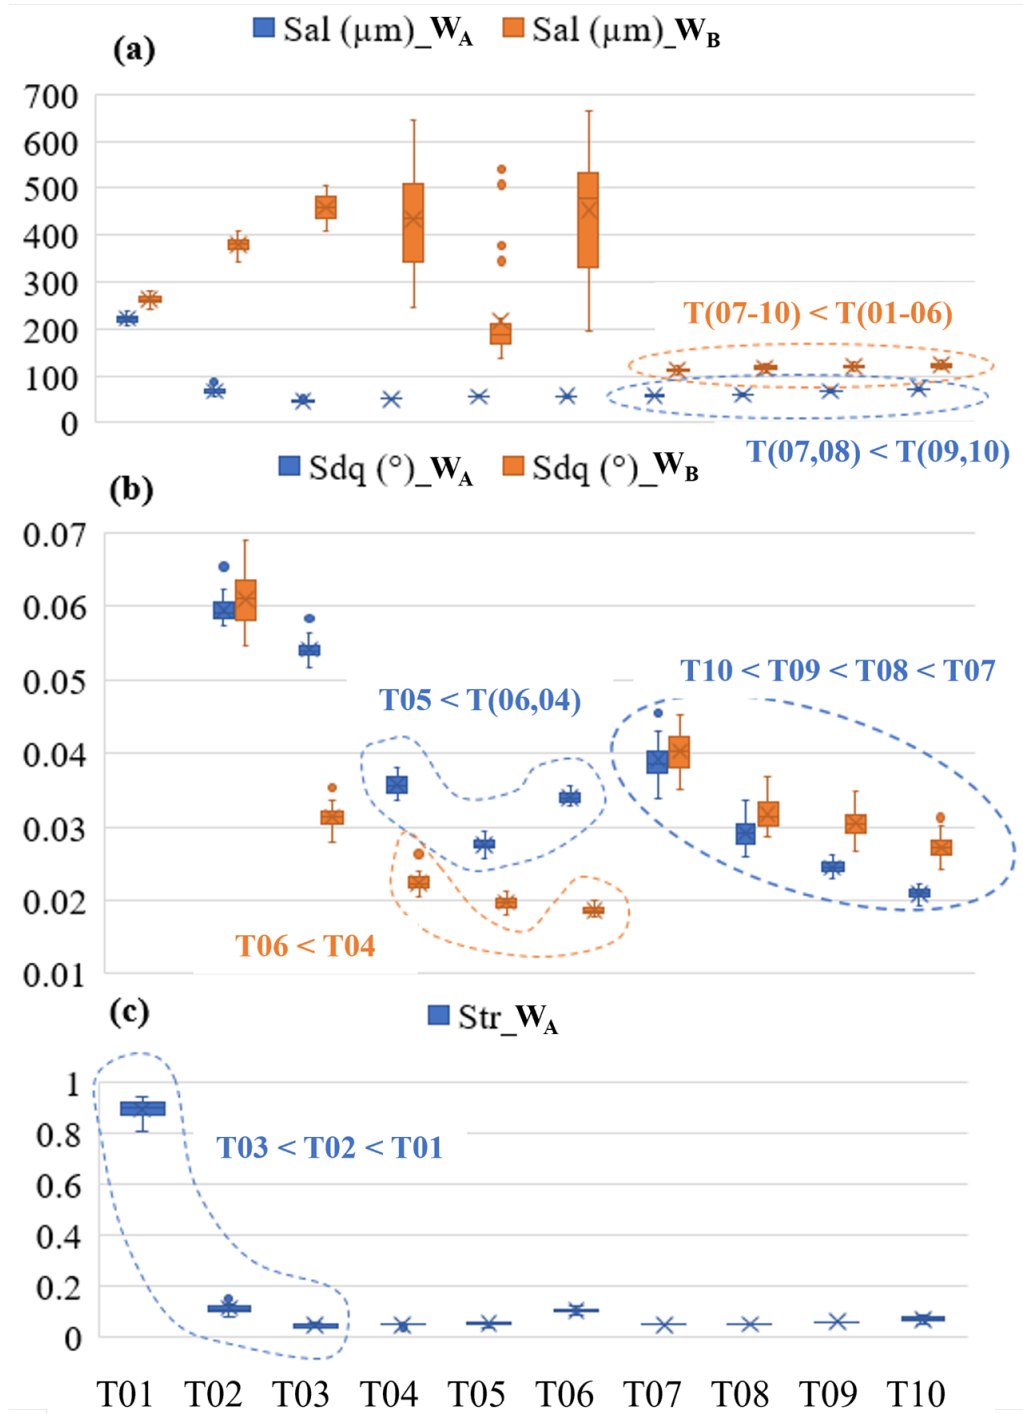 (a) Sal (µm)_WA Sal (µm)_WB
700
600
500
400
300
200
100
0
T(07-10) < T(01-06)
T(07,08) < T(09,10)
(b) Sdq (°)_WA Sdq (°)_WB
0.07
0.06
0.05
0.04
0.03
0.02
0.01
T10 < T09 < T08 < T07
T05 < T(06,04)
T06 < T04
(c) Str_WA
1
0.8
0.6
0.4
0.2
0
T03 < T02 < T01
T01 T02 T03 T04 T05 T06 T07 T08 T09 T10